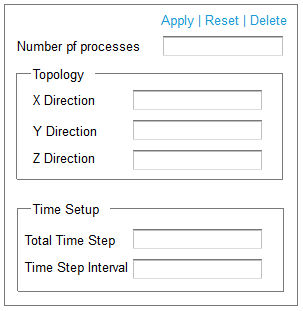 Apply | Reset | Delete
Number pf processes
Topology
X Direction
Y Direction
Z Direction
Time Setup
Total Time Step
Time Step Interval